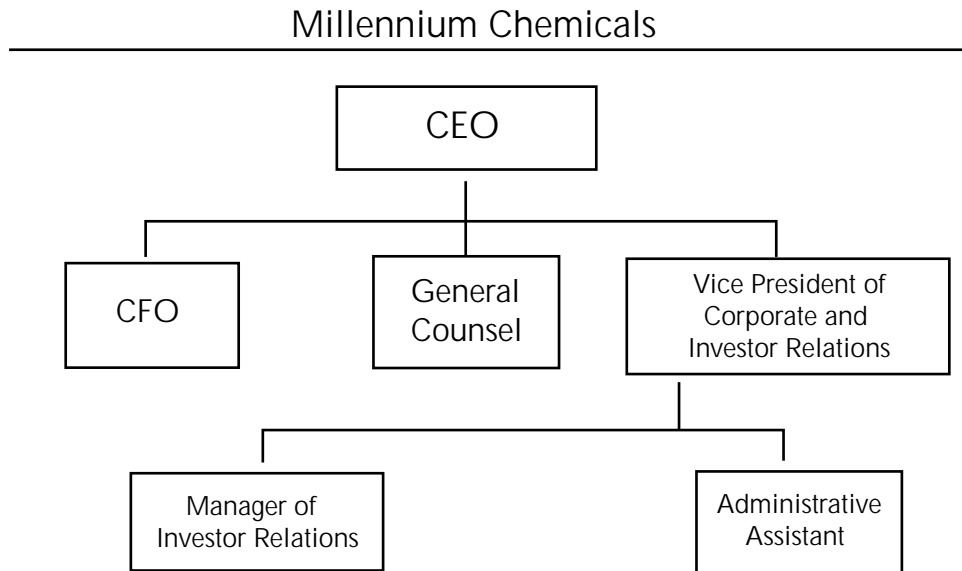 Millennium Chemicals
CEO
CFO
General
Counsel
Vice President of
Corporate and
Investor Relations
Manager of
Investor Relations
Administrative
Assistant